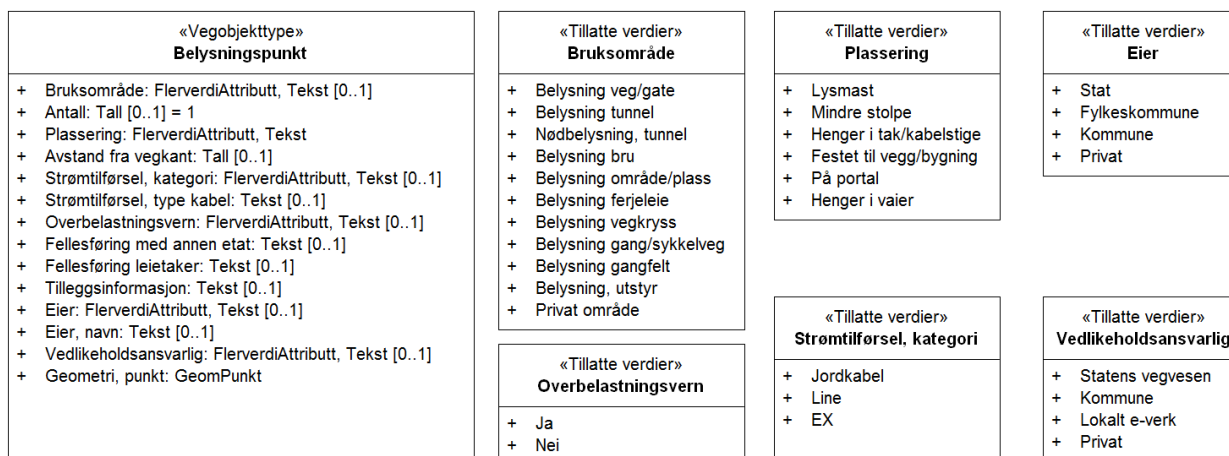 «Vegobjekttype»
Belysningspunkt
+ Bruksområde: FlerverdiAttributt, Tekst [0..1]
+ Antall: Tall [0..1] = 1
+ Plassering: FlerverdiAttributt, Tekst
+ Avstand fra vegkant: Tall [0..1]
+ Strømtilførsel, kategori: FlerverdiAttributt, Tekst [0..1]
+ Strømtilførsel, type kabel: Tekst [0..1]
+ Overbelastningsvern: FlerverdiAttributt, Tekst [0..1]
+ Fellesføring med annen etat: Tekst [0..1]
+ Fellesføring leietaker: Tekst [0..1]
+ Tilleggsinformasjon: Tekst [0..1]
+ Eier: FlerverdiAttributt, Tekst [0..1]
+ Eier, navn: Tekst [0..1]
+ Vedlikeholdsansvarlig: FlerverdiAttributt, Tekst [0..1]
+ Geometri, punkt: GeomPunkt
«Tillatte verdier»
Bruksområde
+ Belysning veg/gate
+ Belysning tunnel
+ Nødbelysning, tunnel
+ Belysning bru
+ Belysning område/plass
+ Belysning ferjeleie
+ Belysning vegkryss
+ Belysning gang/sykkelveg
+ Belysning gangfelt
+ Belysning, utstyr
+ Privat område
«Tillatte verdier»
Overbelastningsvern
+ Ja
+ Nei
«Tillatte verdier»
Plassering
+ Lysmast
+ Mindre stolpe
+ Henger i tak/kabelstige
+ Festet til vegg/bygning
+ På portal
+ Henger i vaier
«Tillatte verdier»
Strømtilførsel, kategori
+ Jordkabel
+ Line
+ EX
«Tillatte verdier»
Eier
+ Stat
+ Fylkeskommune
+ Kommune
+ Privat
«Tillatte verdier»
Vedlikeholdsansvarlig
+ Statens vegvesen
+ Kommune
+ Lokalt e-verk
+ Privat